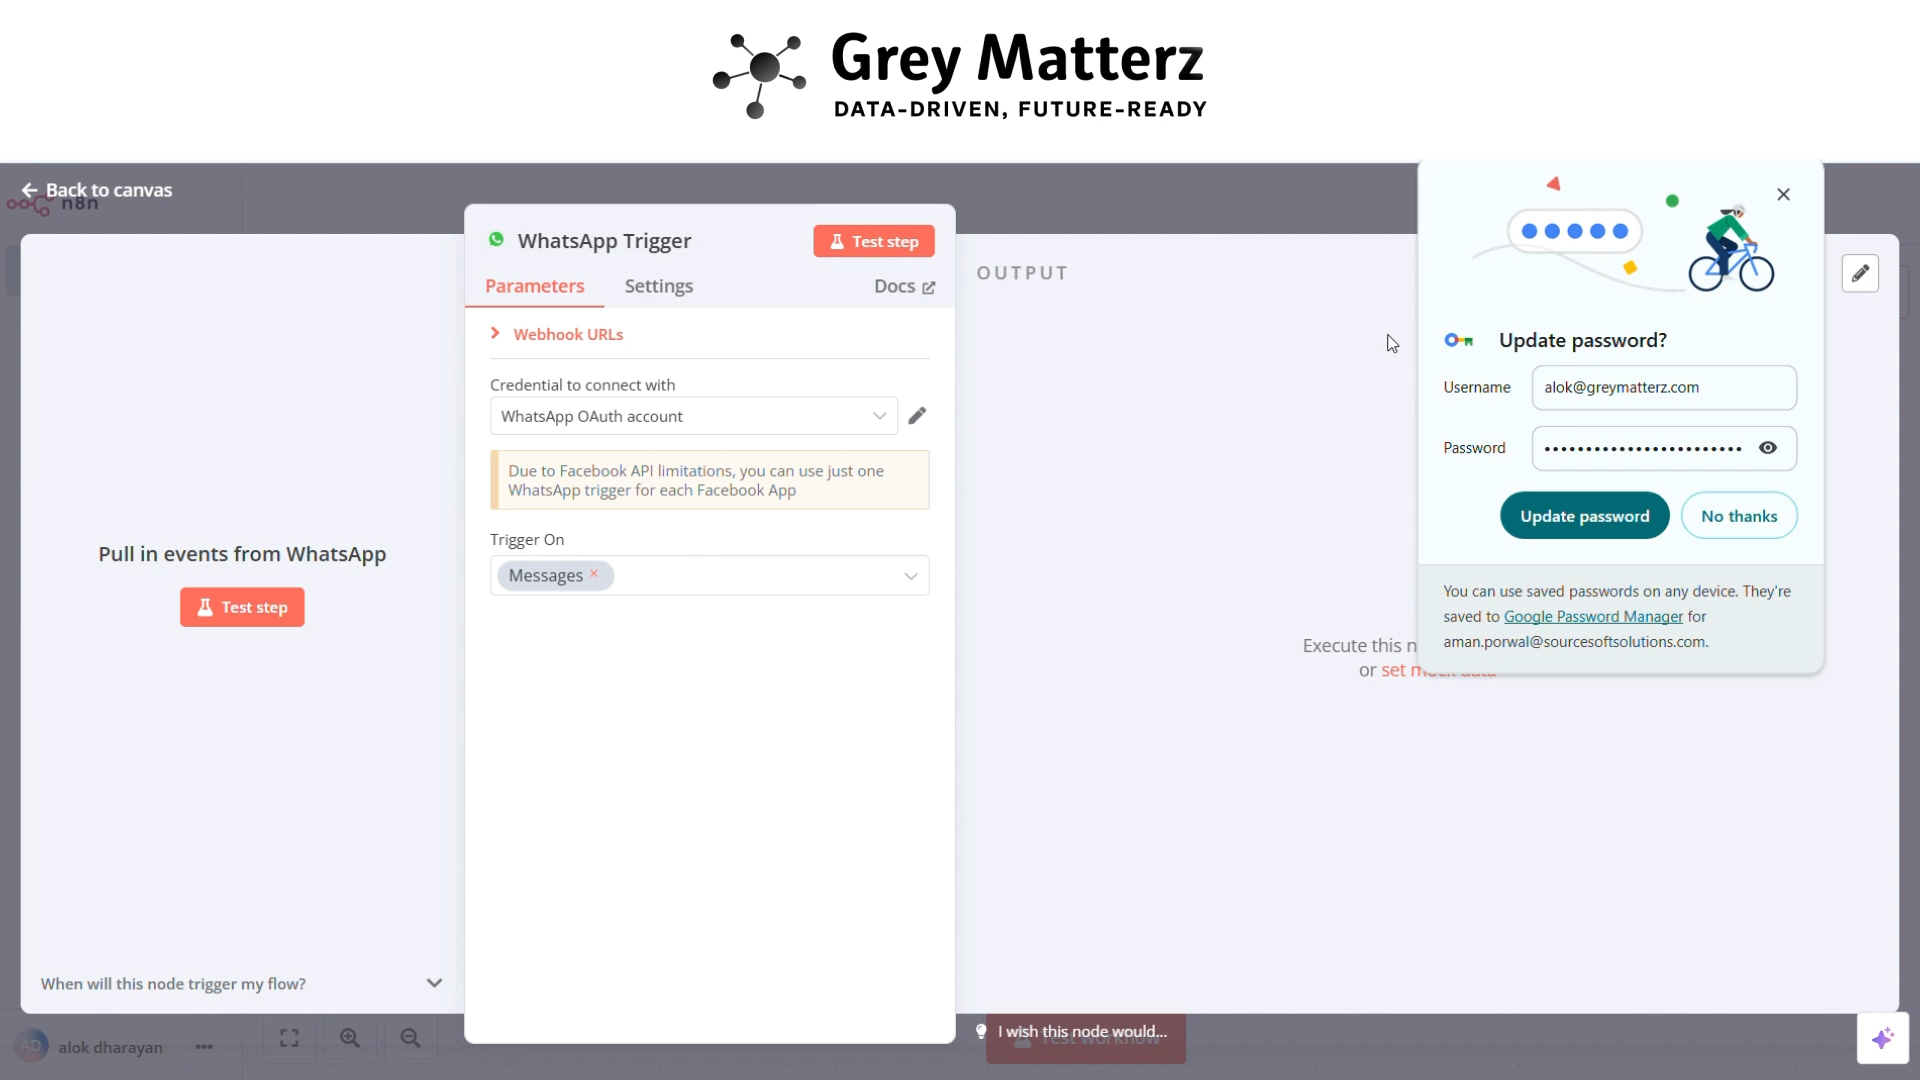 Grey Matterz
DATA-DRIVEN, FUTURE-READY
Back to canvas
n8n
WhatsApp Trigger
Test step
Parameters
Settings
Docs
Webhook URLs
Credential to connect with
WhatsApp OAuth account
Due to Facebook API limitations, you can use just one
WhatsApp trigger for each Facebook App
Trigger On
Messages
Pull in events from WhatsApp
Test step
When will this node trigger my flow?
OUTPUT
Execute this n
or set mock data
Update password?
Username
alok@greymatterz.com
Password
Update password
No thanks
You can use saved passwords on any device. They're
saved to Google Password Manager for
aman.porwal@sourcesoftsolutions.com.
AD
alok dharayan
I wish this node would...
Test workflow